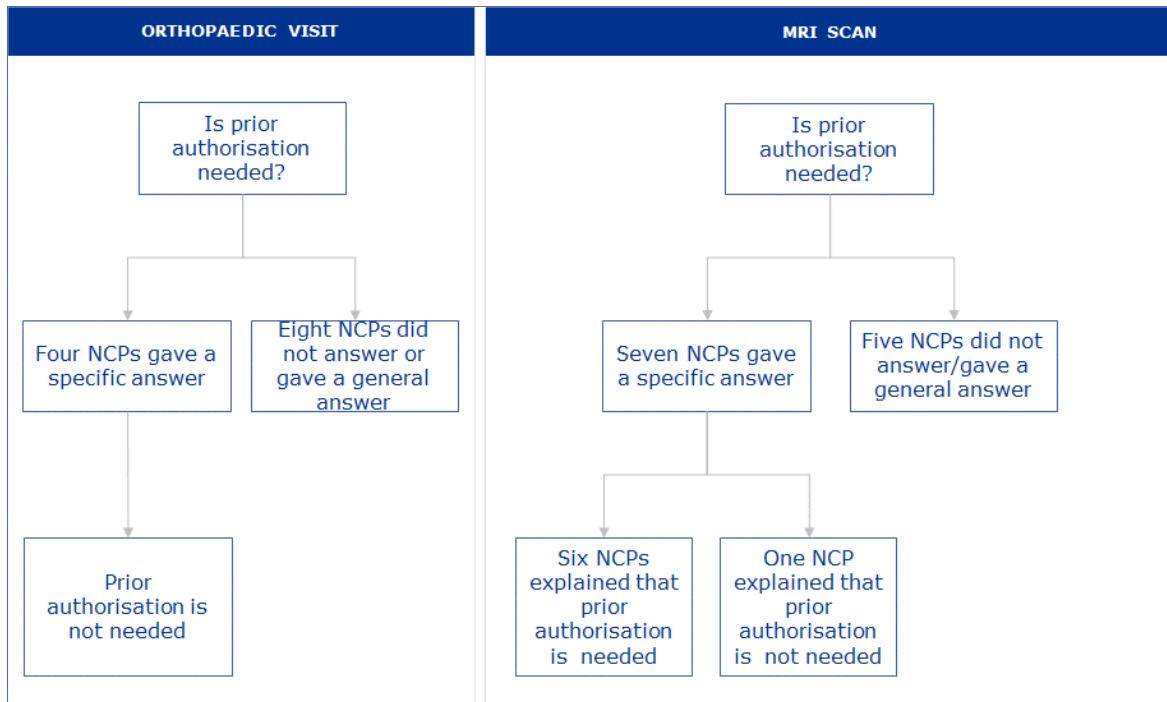 ORTHOPAEDIC VISIT
Is prior
authorisation
needed?
Four NCPs gave a
specific answer
Eight NCPs did
not answer or
gave a general
answer
Prior
authorisation is
not needed
MRI SCAN
Is prior
authorisation
needed?
Seven NCPs gave
a specific answer
Five NCPs did not
answer/gave a
general answer
Six NCPs
explained that
prior
authorisation
is needed
One NCP
explained that
prior
authorisation
is not needed